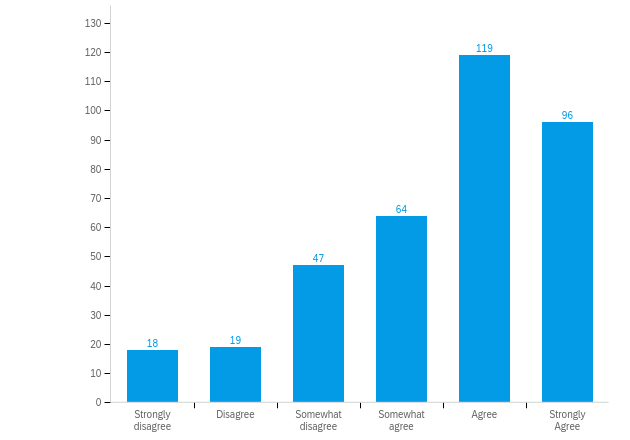 130
120
110
100
90
80
70
60
50
40
30
20
10
0
18
19
47
64
119
96
Strongly
disagree
Disagree
Somewhat
disagree
Somewhat
agree
Agree
Strongly
Agree